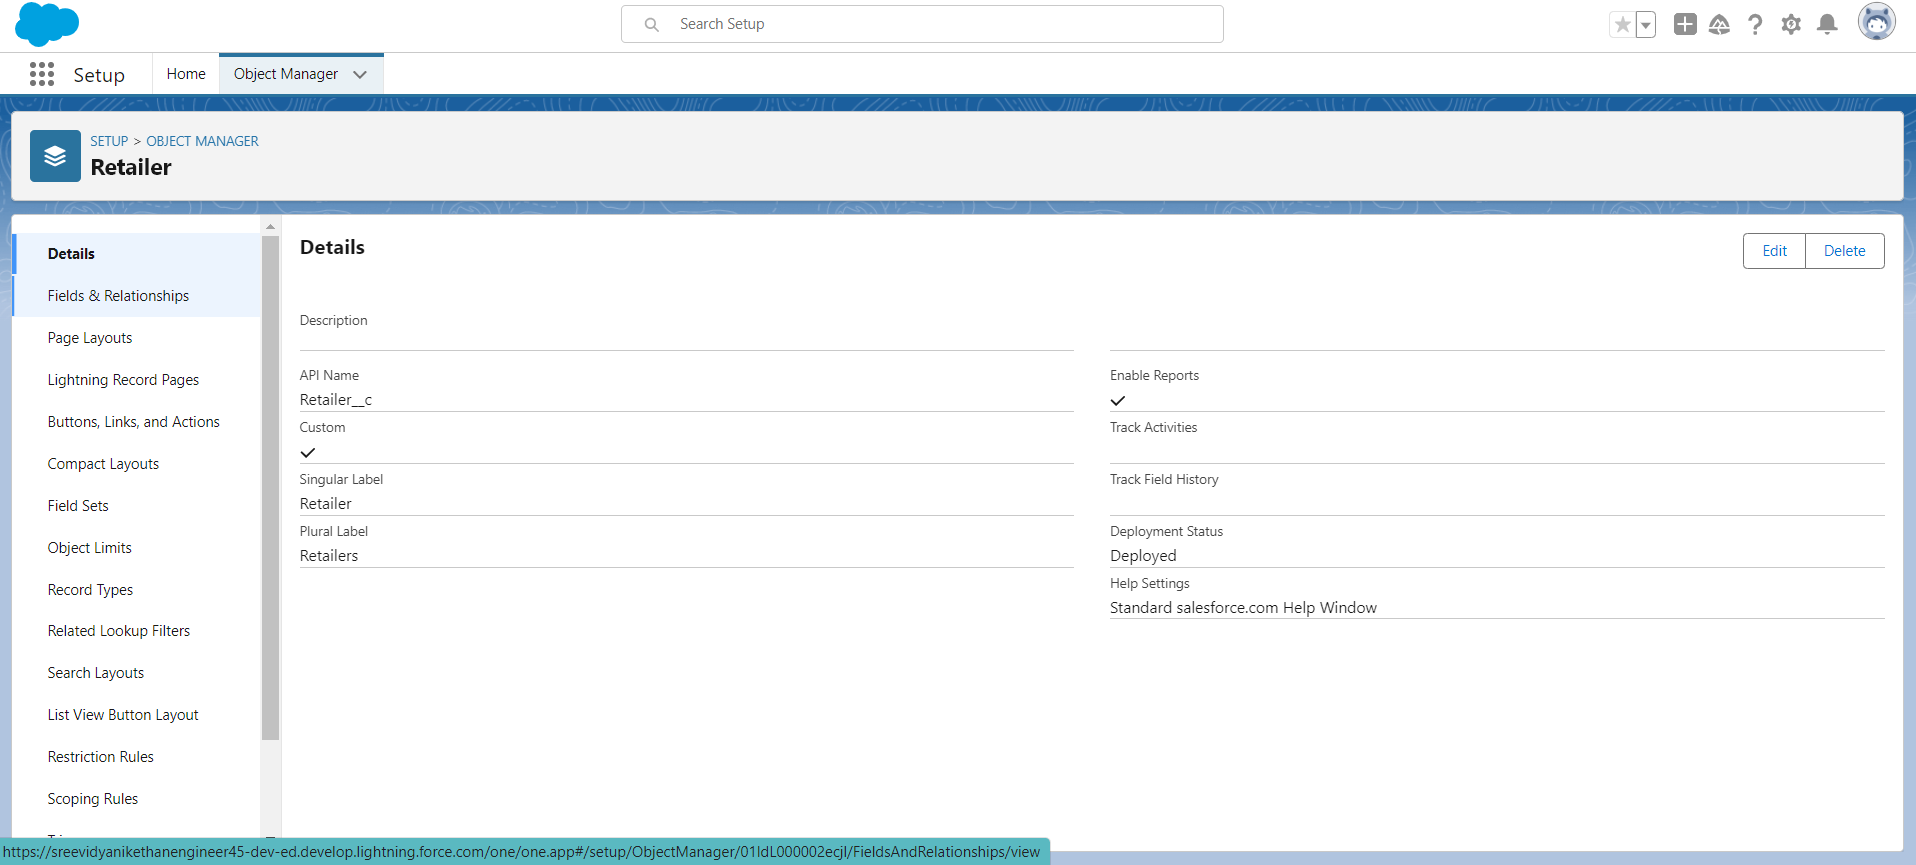 Search Setup
Setup
Home
Object Manager
SETUP > OBJECT MANAGER
Retailer
Details
Fields & Relationships
Page Layouts
Lightning Record Pages
Buttons, Links, and Actions
Compact Layouts
Field Sets
Object Limits
Record Types
Related Lookup Filters
Search Layouts
List View Button Layout
Restriction Rules
Scoping Rules
Details
Edit
Delete
Description
API Name
Retailer__c
Custom
Singular Label
Retailer
Plural Label
Retailers
Enable Reports
Track Activities
Track Field History
Deployment Status
Deployed
Help Settings
Standard salesforce.com Help Window
https://sreevidyanikethanengineer45-dev-ed.develop.lightning.force.com/one/one.app#/setup/ObjectManager/01IdL000002ecjI/FieldsAndRelationships/view